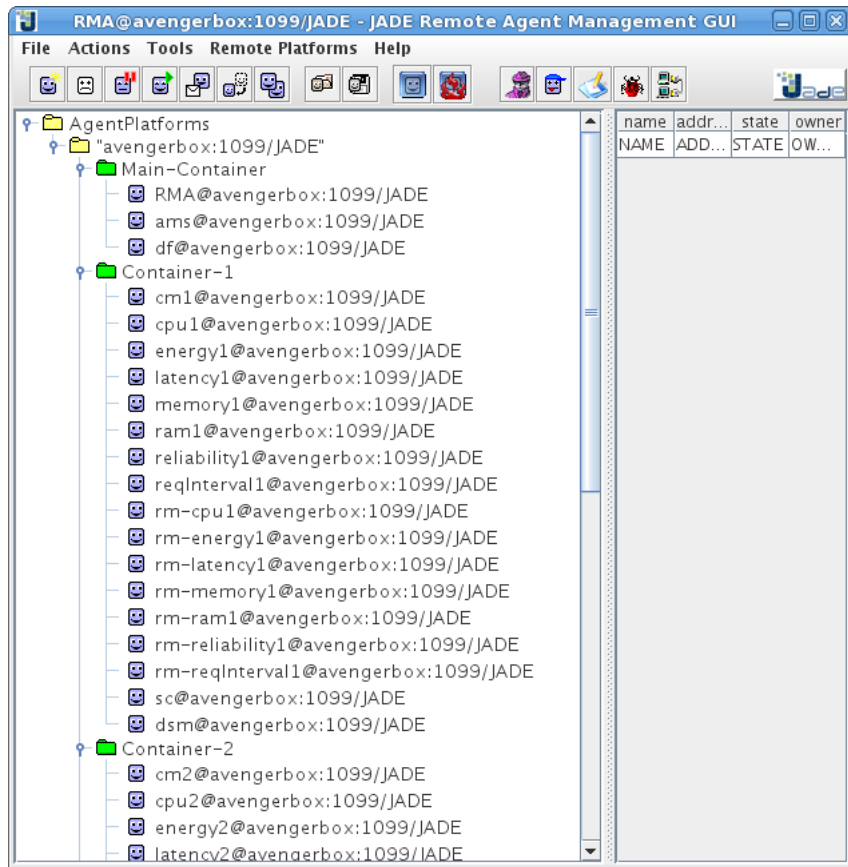 RMA@avengerbox:1099/JADE - JADE Remote Agent Management GUI
File Actions Tools Remote Platforms Help
Jade
AgentPlatforms
name addr... state owner
"avengerbox:1099/JADE"
NAME ADD... STATE OW...
Main-Container
RMA@avengerbox:1099/JADE
ams@avengerbox:1099/JADE
df@avengerbox:1099/JADE
Container-1
cm1@avengerbox:1099/JADE
cpu1@avengerbox:1099/JADE
energy1@avengerbox:1099/JADE
latency1@avengerbox:1099/JADE
memory1@avengerbox:1099/JADE
ram1@avengerbox:1099/JADE
reliability1@avengerbox:1099/JADE
reqInterval1@avengerbox:1099/JADE
rm-cpu1@avengerbox:1099/JADE
rm-energy1@avengerbox:1099/JADE
rm-latency1@avengerbox:1099/JADE
rm-memory1@avengerbox:1099/JADE
rm-ram1@avengerbox:1099/JADE
rm-reliability1@avengerbox:1099/JADE
rm-reqInterval1@avengerbox:1099/JADE
sc@avengerbox:1099/JADE
dsm@avengerbox:1099/JADE
Container-2
cm2@avengerbox:1099/JADE
cpu2@avengerbox:1099/JADE
energy2@avengerbox:1099/JADE
latency2@avengerbox:1099/JADE